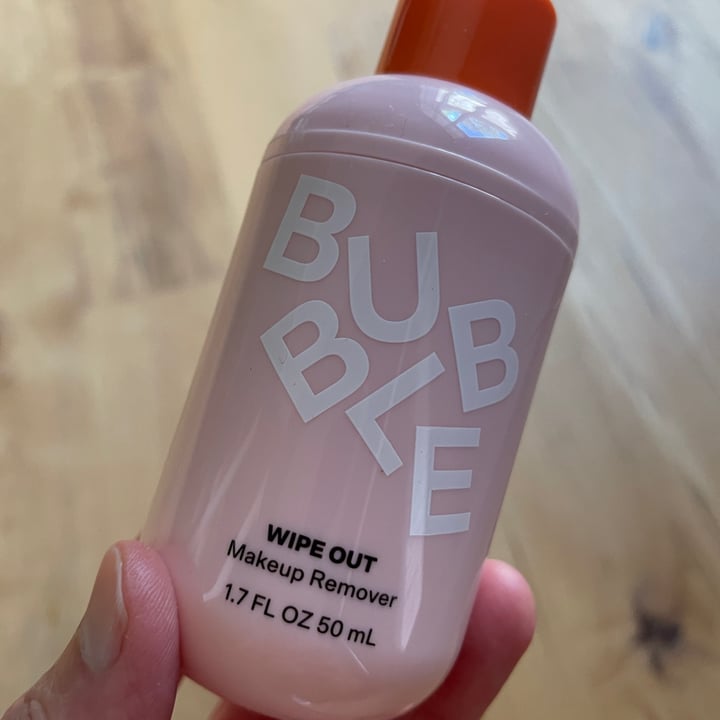 BUBBLE
WIPE OUT
Makeup Remover
1.7 FL OZ 50 mL